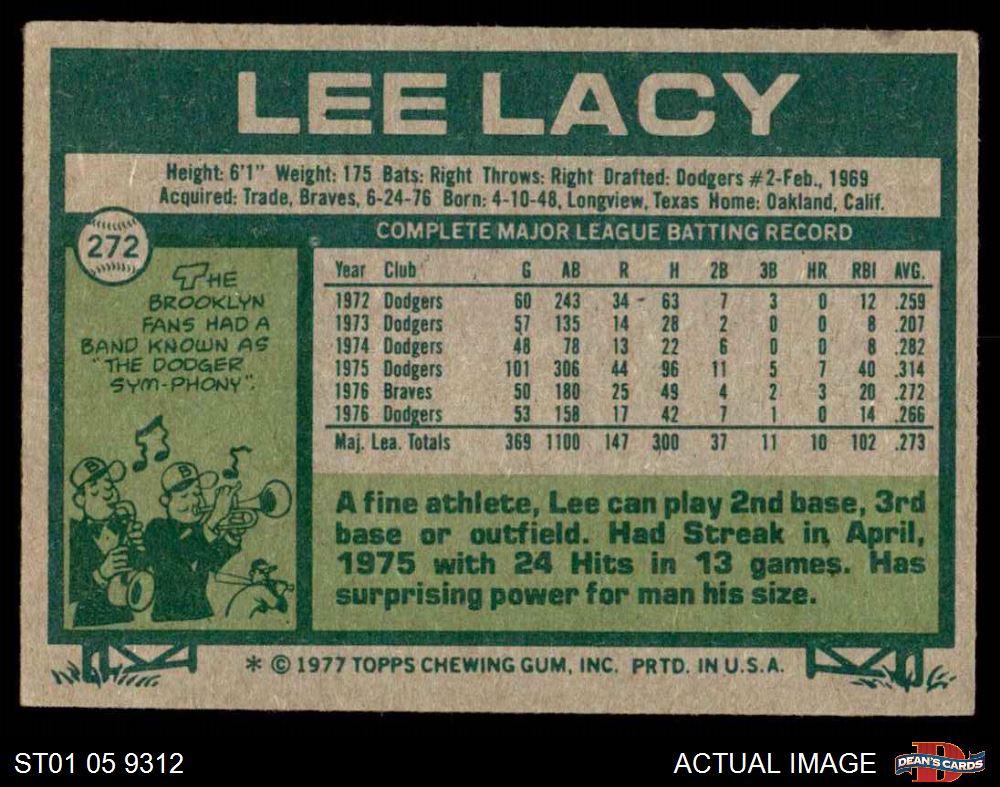 LEE LACY
Height: 6'1" Weight: 175 Bats: Right Throws: Right Drafted: Dodgers #2-Feb., 1969
Acquired: Trade, Braves, 6-24-76 Born: 4-10-48, Longview, Texas Home: Oakland, Calif.
272
THE
BROOKLYN
FANS HAD A
BAND KNOWN AS
"THE DODGER
SYM-PHONY".
B
B
COMPLETE MAJOR LEAGUE BATTING RECORD
Year Club G AB R H 2B 3B HR RBI AVG.
1972 Dodgers 60 243 34 63 7 3 0 12 .259
1973 Dodgers 57 135 14 28 2 0 0 8 .207
1974 Dodgers 48 78 13 22 6 0 0 8 .282
1975 Dodgers 101 306 44 96 11 5 7 40 .314
1976 Braves 50 180 25 49 4 2 3 20 .272
1976 Dodgers 53 158 17 42 7 1 0 14 .266
Maj. Lea. Totals 369 1100 147 300 37 11 10 102 .273
A fine athlete, Lee can play 2nd base, 3rd
base or outfield. Had Streak in April,
1975 with 24 Hits in 13 games. Has
surprising power for man his size.
* © 1977 TOPPS CHEWING GUM, INC. PRTD. IN U.S.A.
ST01 05 9312
ACTUAL IMAGE
D
DEAN'S CARDS